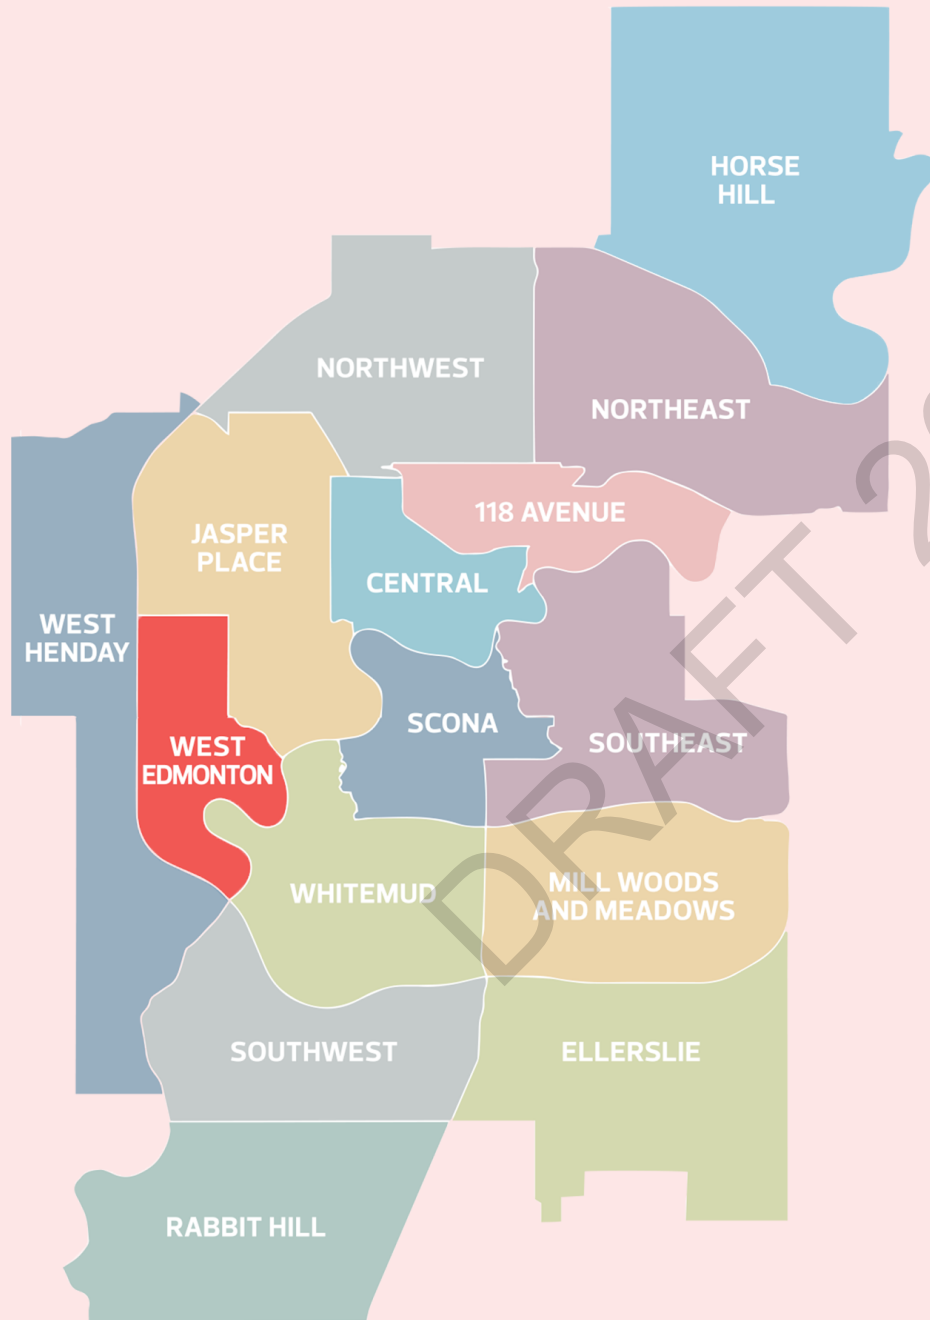 HORSE
HILL
NORTHWEST
NORTHEAST
118 AVENUE
JASPER
PLACE
CENTRAL
WEST
HENDAY
SCONA
WEST
EDMONTON
SOUTHEAST
WHITEMUD
MILL WOODS
AND MEADOWS
SOUTHWEST
ELLERSLIE
RABBIT HILL
DRAFT 2